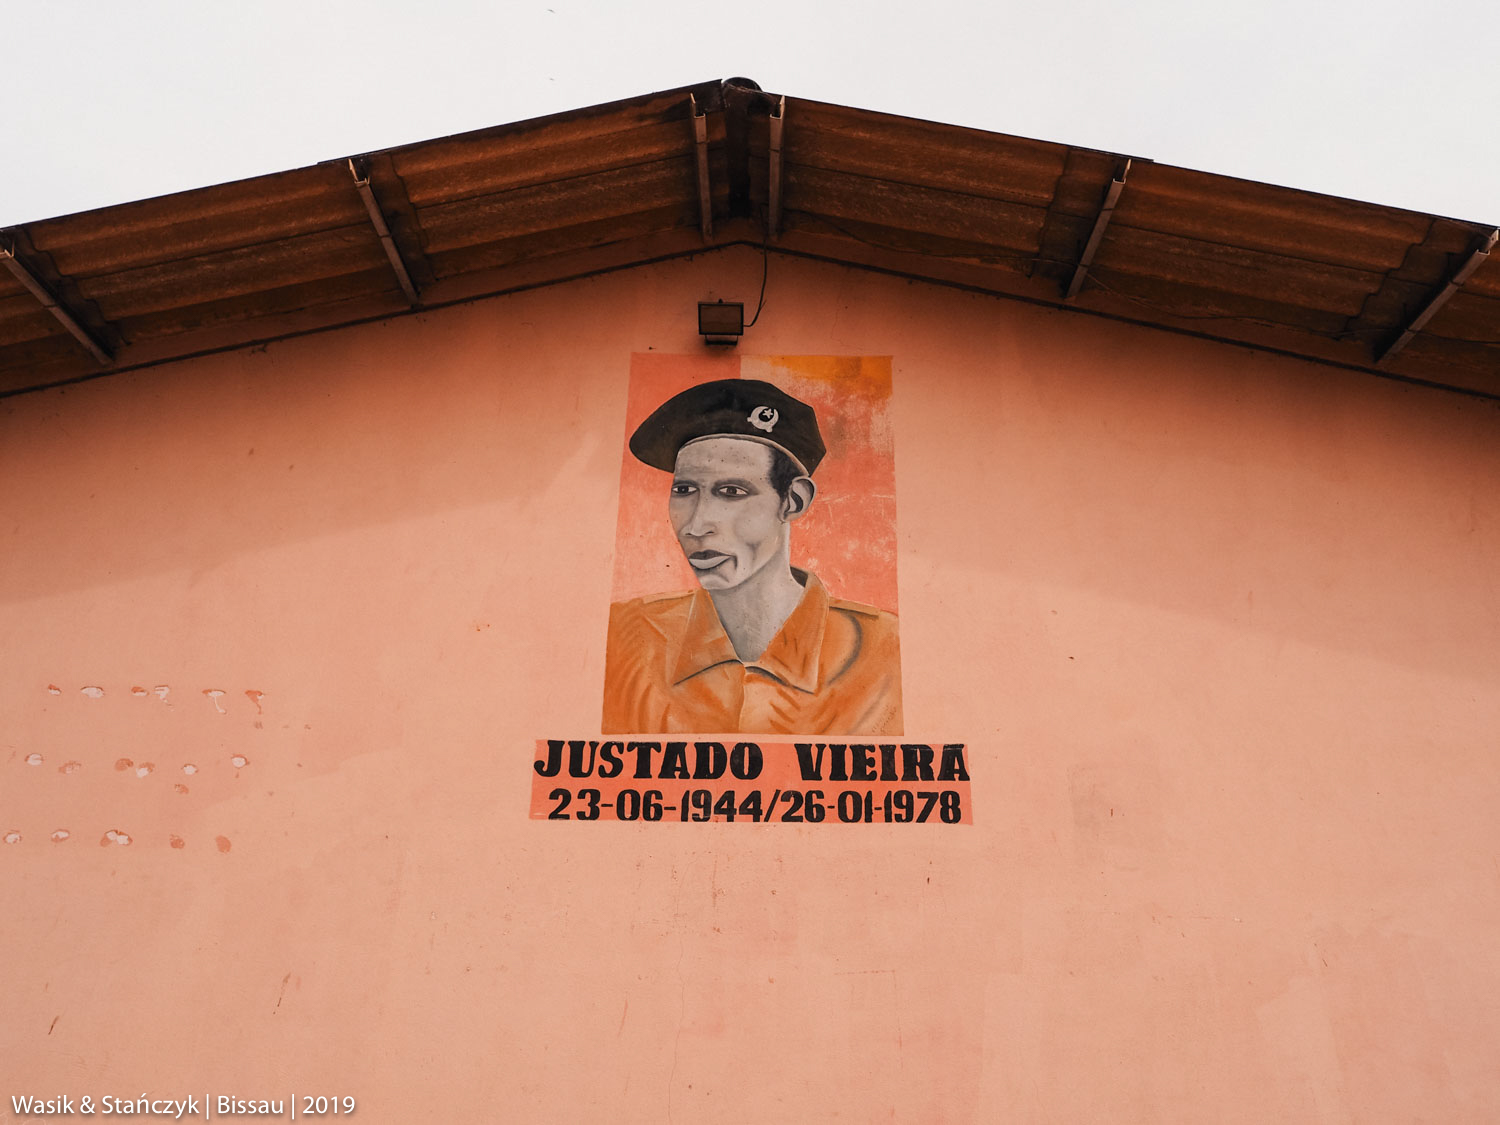 JUSTADO VIEIRA
23-06-1944/26-01-1978
Wasik & Stańczyk | Bissau | 2019